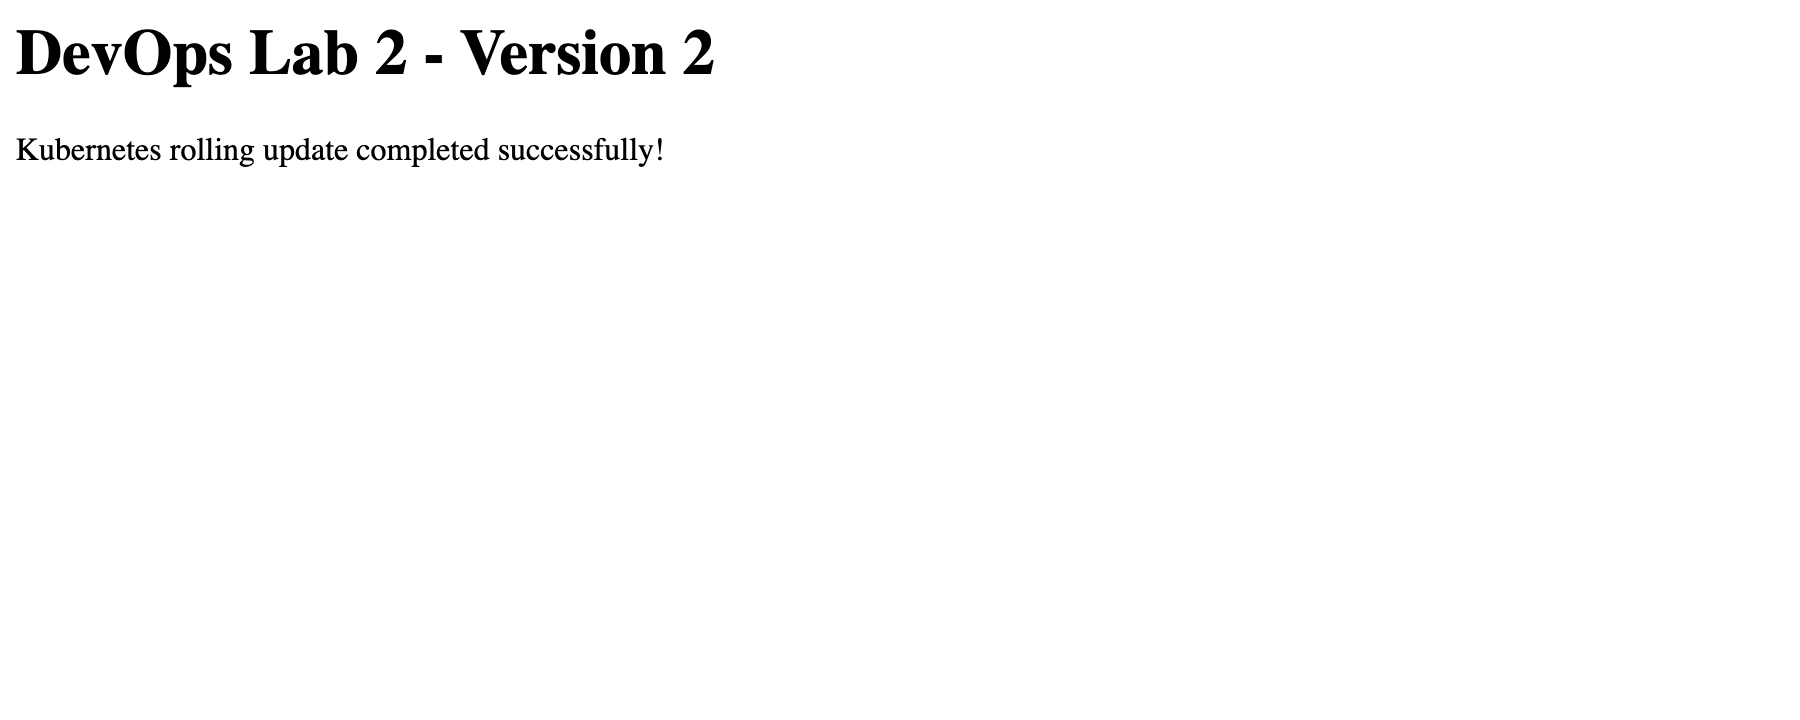 DevOps Lab 2 - Version 2
Kubernetes rolling update completed successfully!